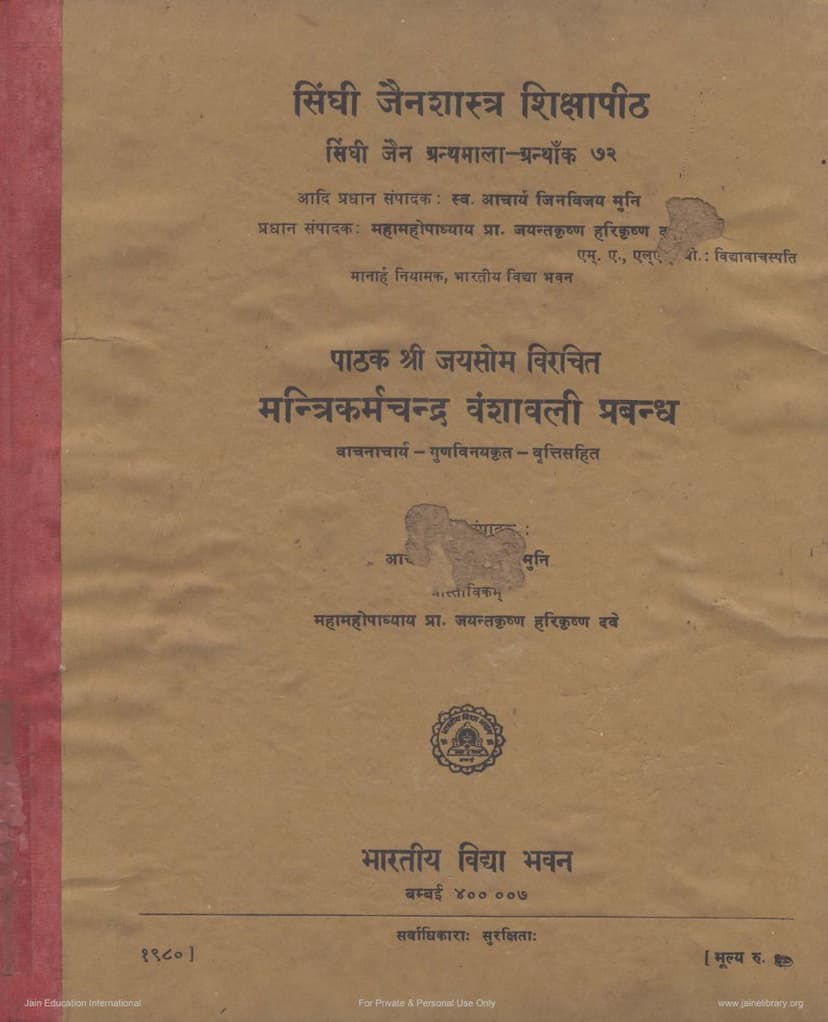 सिंघी जैनशास्त्र शिक्षापीठ
सिंघी जैन ग्रन्थमाला-ग्रन्थाँक ७२
आदि प्रधान संपादक : स्व. आचार्य जिनविजय मुनि
प्रधान संपादक : महामहोपाध्याय प्रा. जयन्तकृष्ण हरिकृष्ण
एम्. ए., बी. : विद्यावाचस्पति
मानार्ह नियामक, भारतीय विद्या भवन
पाठक श्री जयसोम विरचित
मन्त्रिकर्मचन्द्र वंशावली प्रबन्ध
वाचनाचार्य - गुणविनयकृत - वृत्तिसहित
मुनि
महामहोपाध्याय प्रा. जयन्तकृष्ण हरिकृष्ण दवे
भारतीय विद्या भवन
बम्बई ४०० ००७
सर्वाधिकाराः सुरक्षिताः
१९८० ]
[ मूल्य रु.
Jain Education International
For Private & Personal Use Only
www.jainelibrary.org